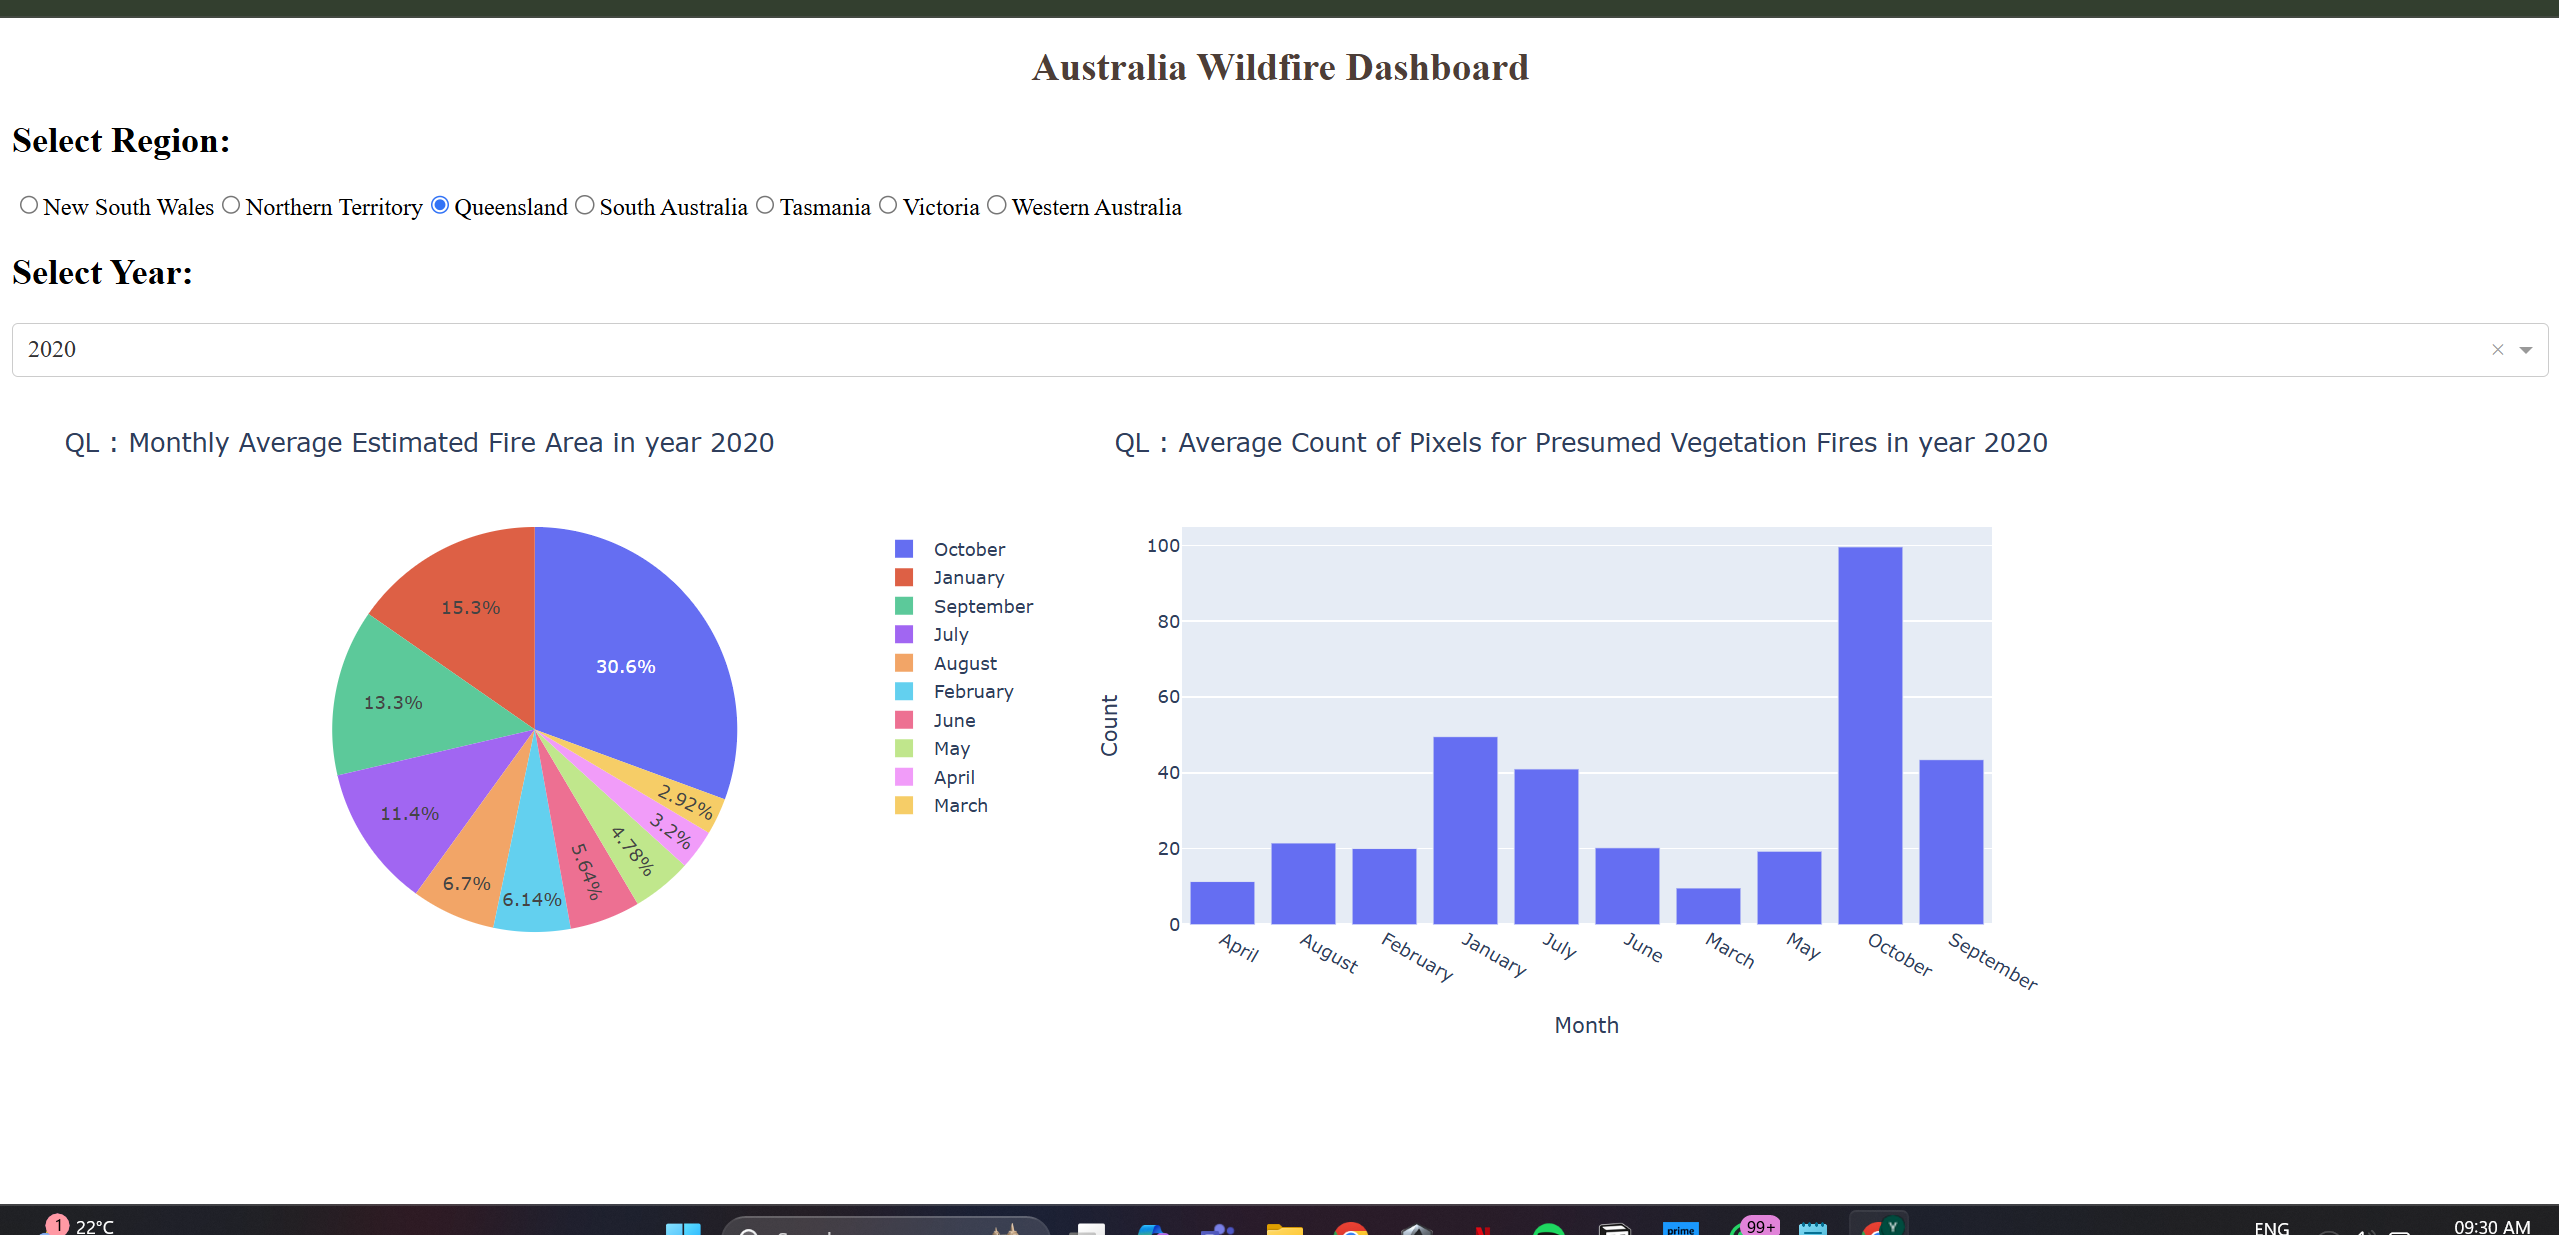 Australia Wildfire Dashboard
Select Region:
New South Wales Northern Territory Queensland South Australia Tasmania Victoria Western Australia
Select Year:
2020
QL : Monthly Average Estimated Fire Area in year 2020
30.6%
15.3%
13.3%
11.4%
6.7%
6.14%
5.64%
4.78%
3.2%
2.92%
October
January
September
July
August
February
June
May
April
March
QL : Average Count of Pixels for Presumed Vegetation Fires in year 2020
Count
100
80
60
40
20
0
April
August
February
January
July
June
March
May
October
September
Month
1
22°C
prime
99+
Y
ENG
09:30 AM